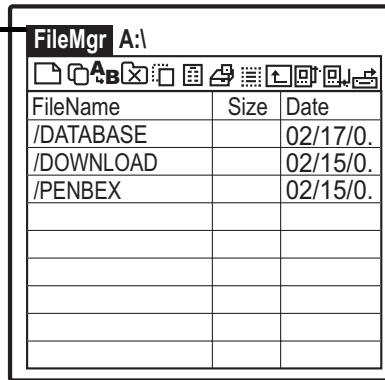 FileMgr A:\
FileName Size Date
/DATABASE 02/17/0.
/DOWNLOAD 02/15/0.
/PENBEX 02/15/0.